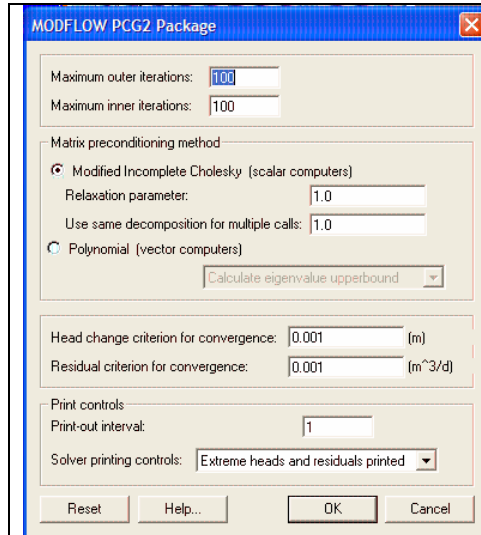 MODFLOW PCG2 Package
Maximum outer iterations: 100
Maximum inner iterations: 100
Matrix preconditioning method
Modified Incomplete Cholesky (scalar computers)
Relaxation parameter: 1.0
Use same decomposition for multiple calls: 1.0
Polynomial (vector computers)
Calculate eigenvalue upperbound
Head change criterion for convergence: 0.001 (m)
Residual criterion for convergence: 0.001 (m^3/d)
Print controls
Print-out interval: 1
Solver printing controls: Extreme heads and residuals printed
Reset Help... OK Cancel